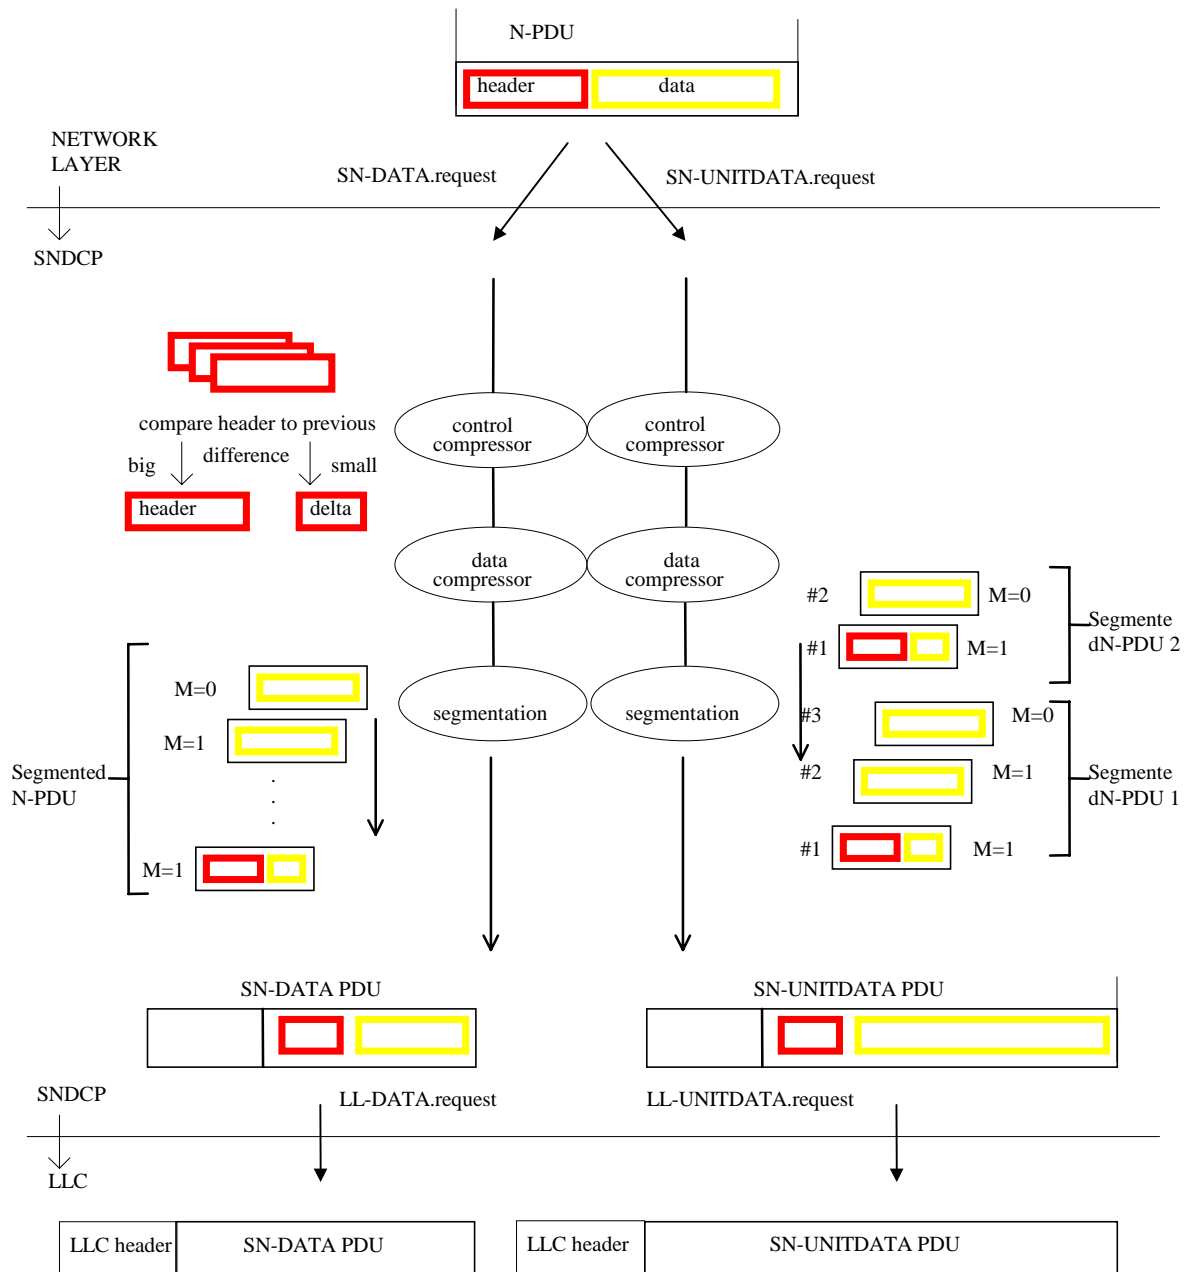 N-PDU
header
data
NETWORK
LAYER
SN-DATA.request
SN-UNITDATA.request
SNDCP
compare header to previous
difference
big
small
header
delta
control
compressor
control
compressor
data
compressor
data
compressor
segmentation
segmentation
#2
M=0
#1
M=1
Segmente
dN-PDU 2
#3
M=0
#2
M=1
#1
M=1
Segmente
dN-PDU 1
M=0
M=1
.
.
.
M=1
Segmented
N-PDU
SN-DATA PDU
SN-UNITDATA PDU
SNDCP
LL-DATA.request
LL-UNITDATA.request
LLC
LLC header
SN-DATA PDU
LLC header
SN-UNITDATA PDU